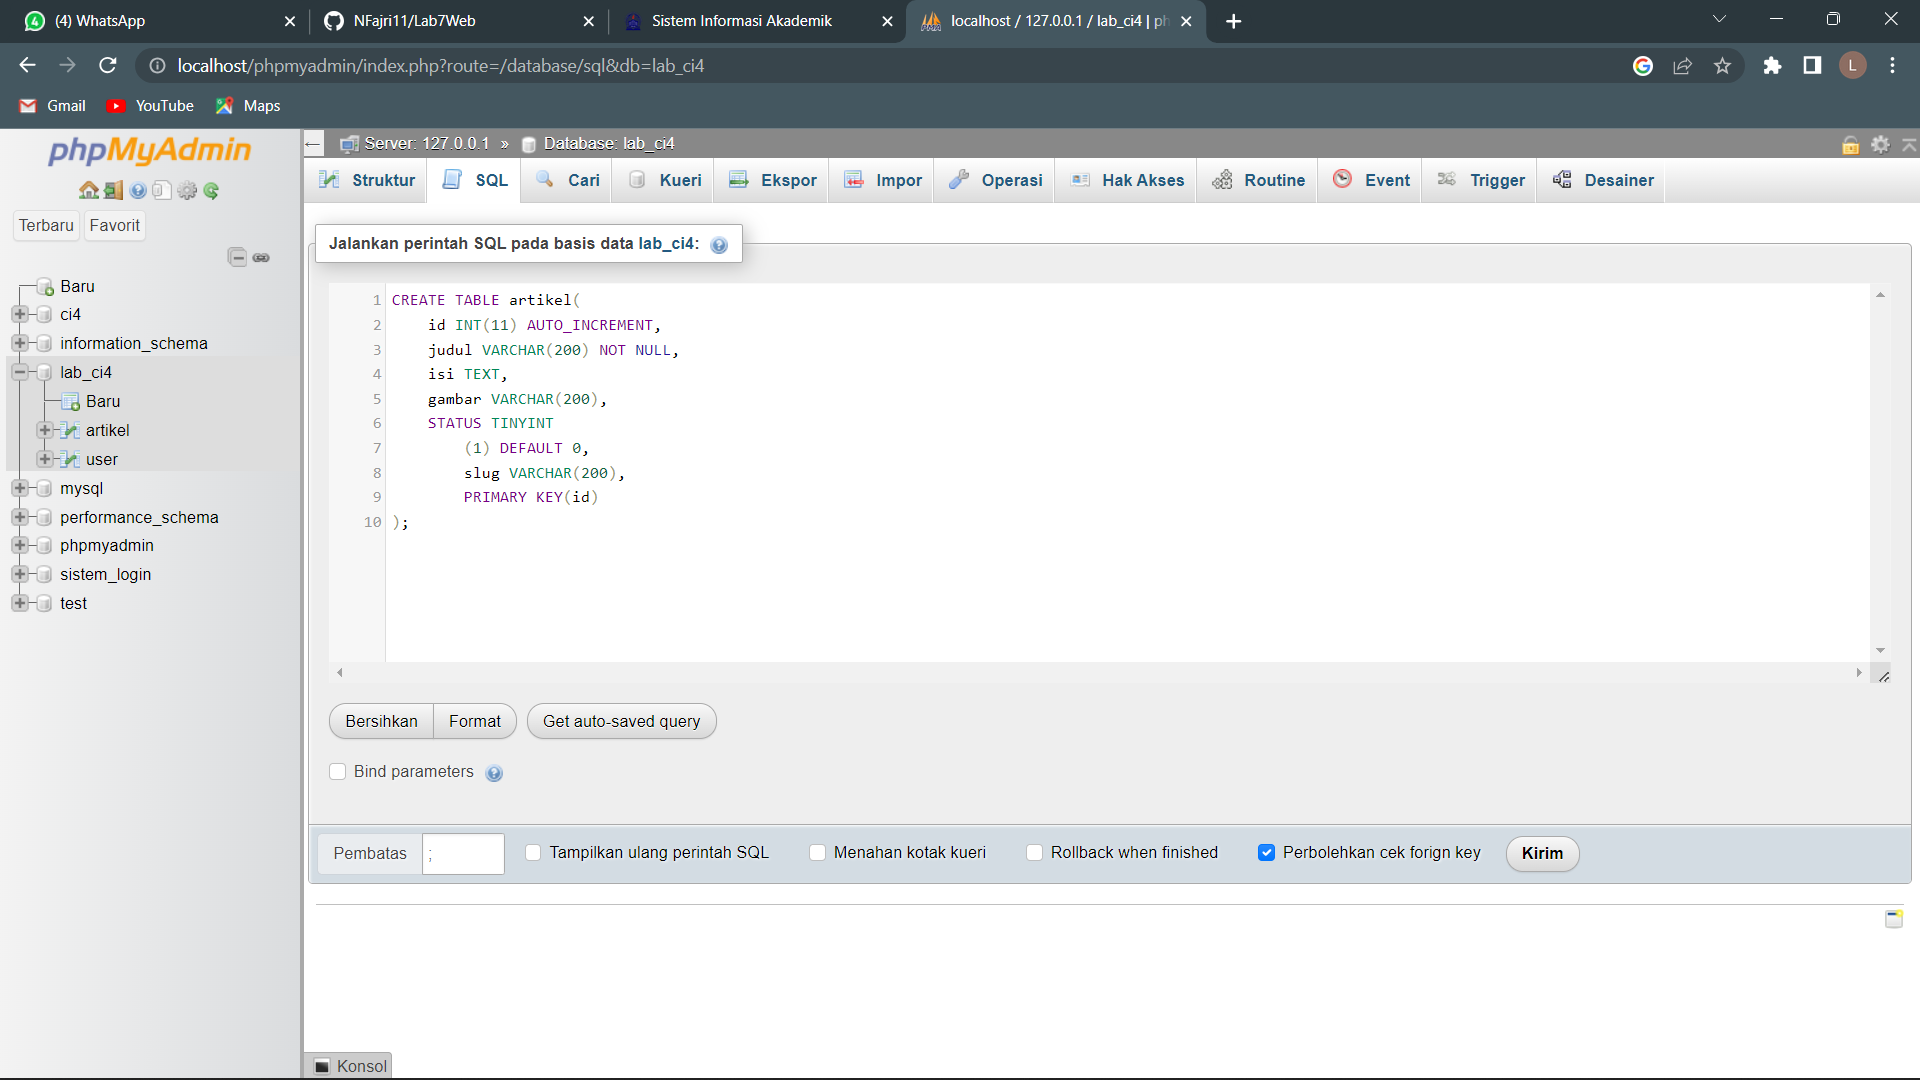 (4) WhatsApp
NFajri11/Lab7Web
Sistem Informasi Akademik
localhost / 127.0.0.1 / lab_ci4 | ph
localhost/phpmyadmin/index.php?route=/database/sql&db=lab_ci4
L
Gmail
YouTube
Maps
phpMyAdmin
Terbaru
Favorit
Baru
ci4
information_schema
lab_ci4
Baru
artikel
user
mysql
performance_schema
phpmyadmin
sistem_login
test
Server: 127.0.0.1 » Database: lab_ci4
Struktur
SQL
Cari
Kueri
Ekspor
Impor
Operasi
Hak Akses
Routine
Event
Trigger
Desainer
Jalankan perintah SQL pada basis data lab_ci4:
1 CREATE TABLE artikel(
2 id INT(11) AUTO_INCREMENT,
3 judul VARCHAR(200) NOT NULL,
4 isi TEXT,
5 gambar VARCHAR(200),
6 STATUS TINYINT
7 (1) DEFAULT 0,
8 slug VARCHAR(200),
9 PRIMARY KEY(id)
10 );
Bersihkan
Format
Get auto-saved query
Bind parameters
Pembatas
;
Tampilkan ulang perintah SQL
Menahan kotak kueri
Rollback when finished
Perbolehkan cek forign key
Kirim
Konsol